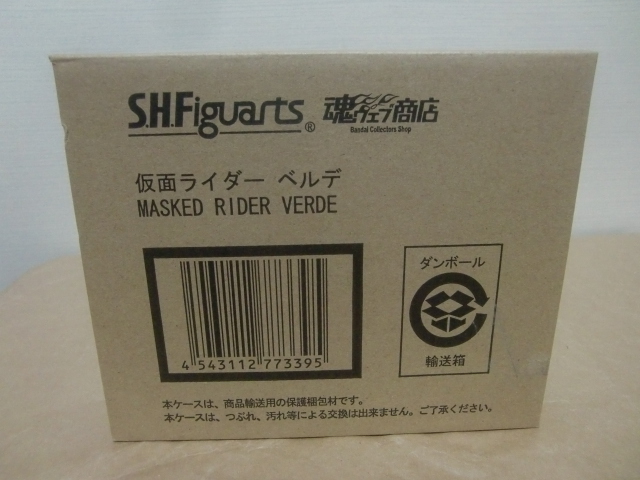 S.H.Figuarts® 魂ウェブ商店
Bandai Collectors Shop
仮面ライダー ベルデ
MASKED RIDER VERDE
4 543112 773395
ダンボール
輸送箱
本ケースは、商品輸送用の保護梱包材です。
本ケースは、つぶれ、汚れ等による交換は出来ません。ご了承ください。